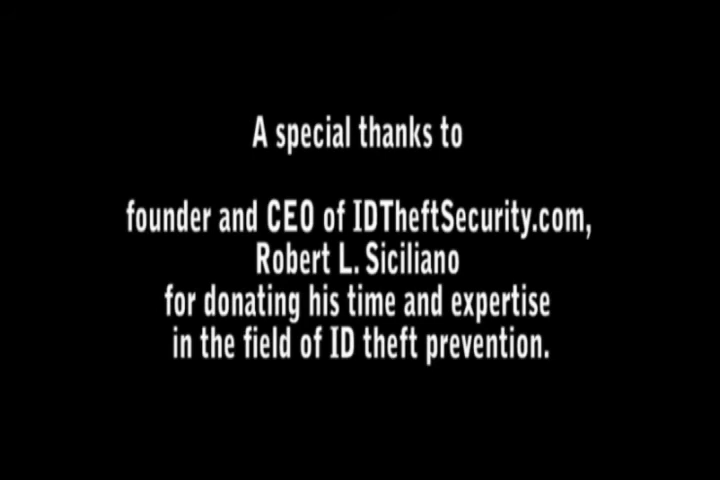 A special thanks to
founder and CEO of IDTheftSecurity.com,
Robert L. Siciliano
for donating his time and expertise
in the field of ID theft prevention.